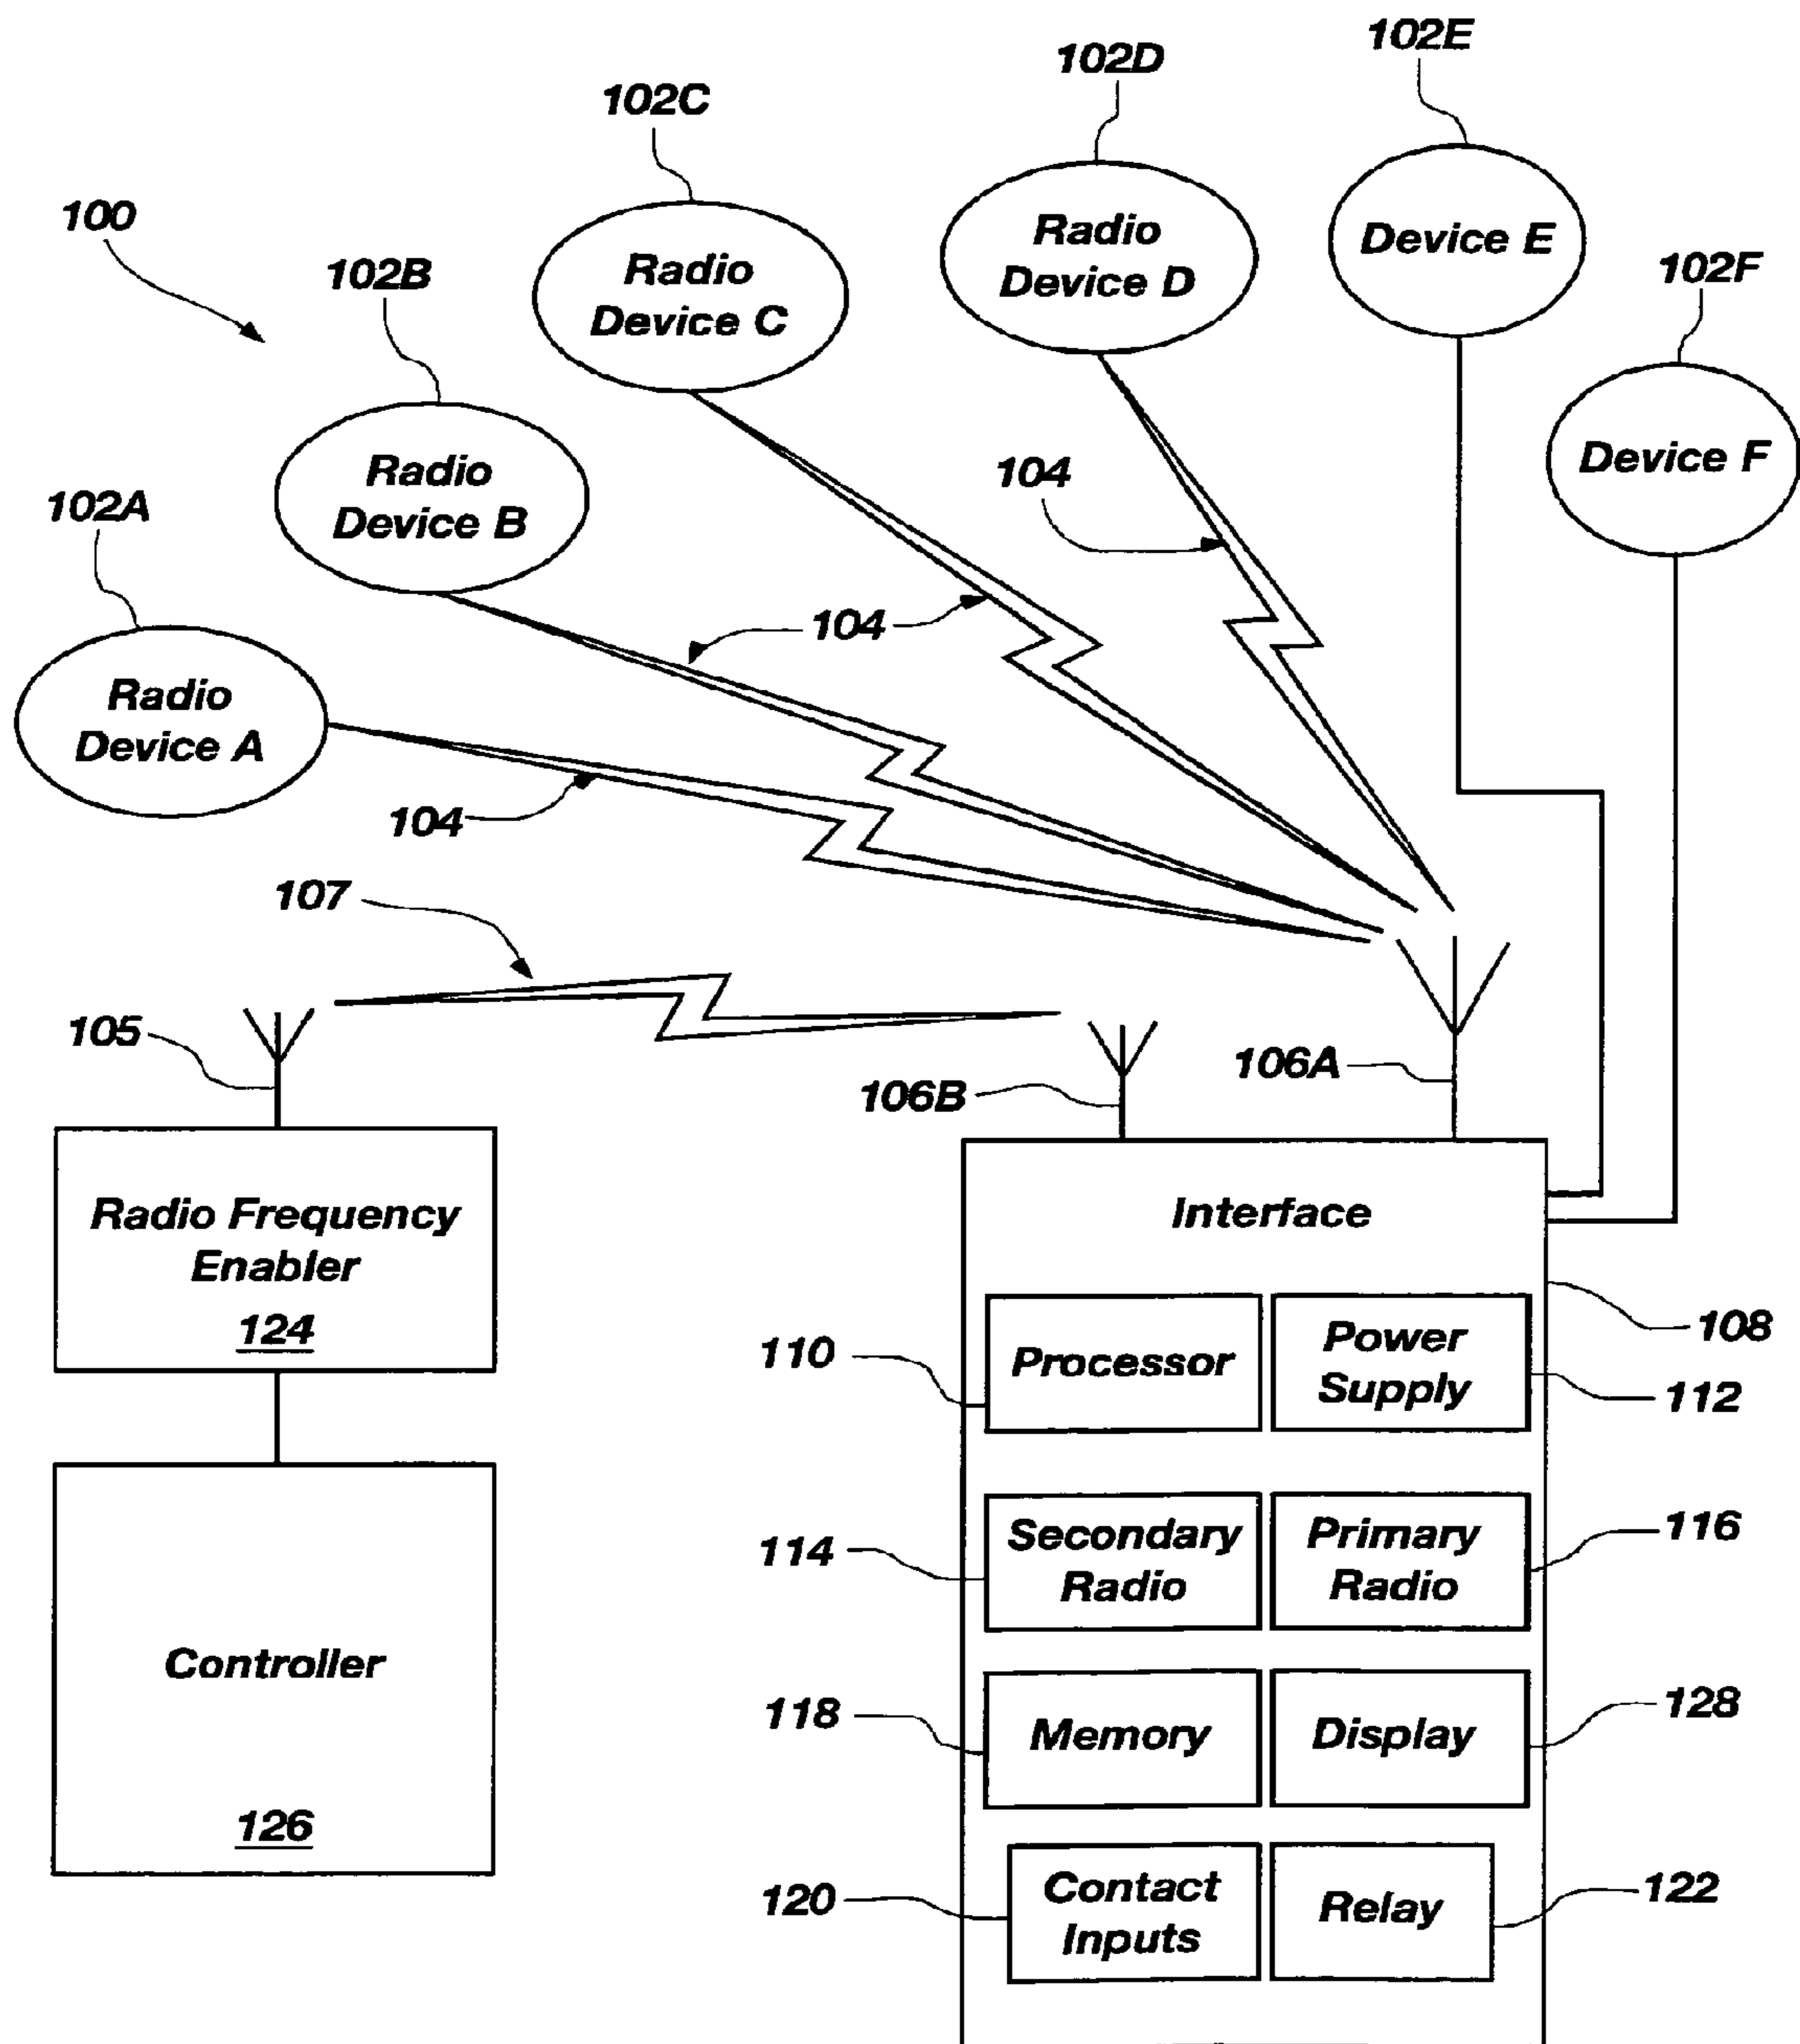 102E
102D
102C
100
102B
Radio
Device C
Radio
Device D
Device E
102F
102A
Radio
Device B
104
Device F
Radio
Device A
104
104
107
105
106B
106A
Radio Frequency
Enabler
124
Interface
108
110
Processor
Power
Supply
112
114
Secondary
Radio
Primary
Radio
116
Controller
126
118
Memory
Display
128
120
Contact
Inputs
Relay
122